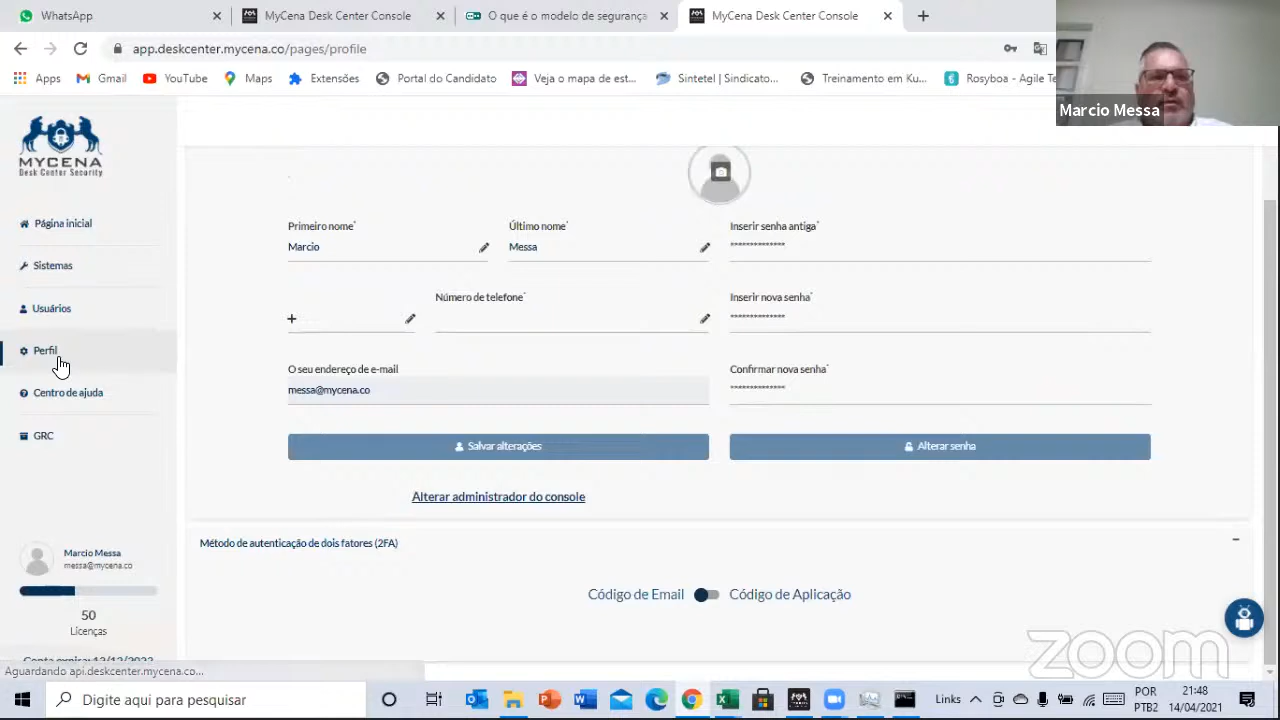 WhatsApp
MyCena Desk Center Console
O que é o modelo de segurança
MyCena Desk Center Console
app.deskcenter.mycena.co/pages/profile
Apps
Gmail
YouTube
Maps
Extensões
Portal do Candidato
Veja o mapa de est...
Sintetel | Sindicato...
Treinamento em Ku...
Rosyboa - Agile Te
Marcio Messa
MYCENA
Desk Center Security
Página inicial
Sistemas
Usuários
Perfil
Centro de ajuda
GRC
Primeiro nome*
Marcio
Último nome*
Messa
Inserir senha antiga*
**************
Número de telefone*
+
Inserir nova senha*
**************
O seu endereço de e-mail
messa@mycena.co
Confirmar nova senha*
**************
Salvar alterações
Alterar senha
Alterar administrador do console
Método de autenticação de dois fatores (2FA)
Código de Email
Código de Aplicação
Marcio Messa
messa@mycena.co
50
Licenças
Conta expira: 12/12/2023
Aguardando api.deskcenter.mycena.co...
zoom
Digite aqui para pesquisar
Links
POR
PTB2
21:48
14/04/2021